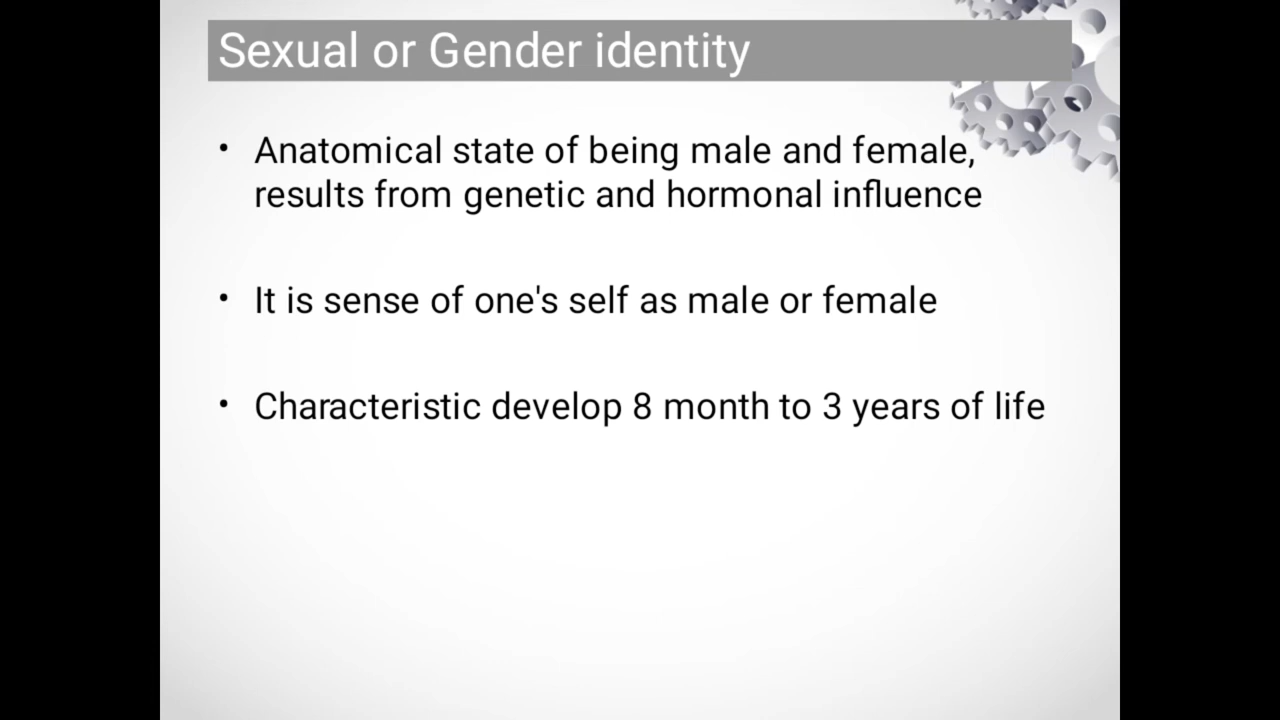 Sexual or Gender identity
• Anatomical state of being male and female,
results from genetic and hormonal influence
• It is sense of one's self as male or female
• Characteristic develop 8 month to 3 years of life